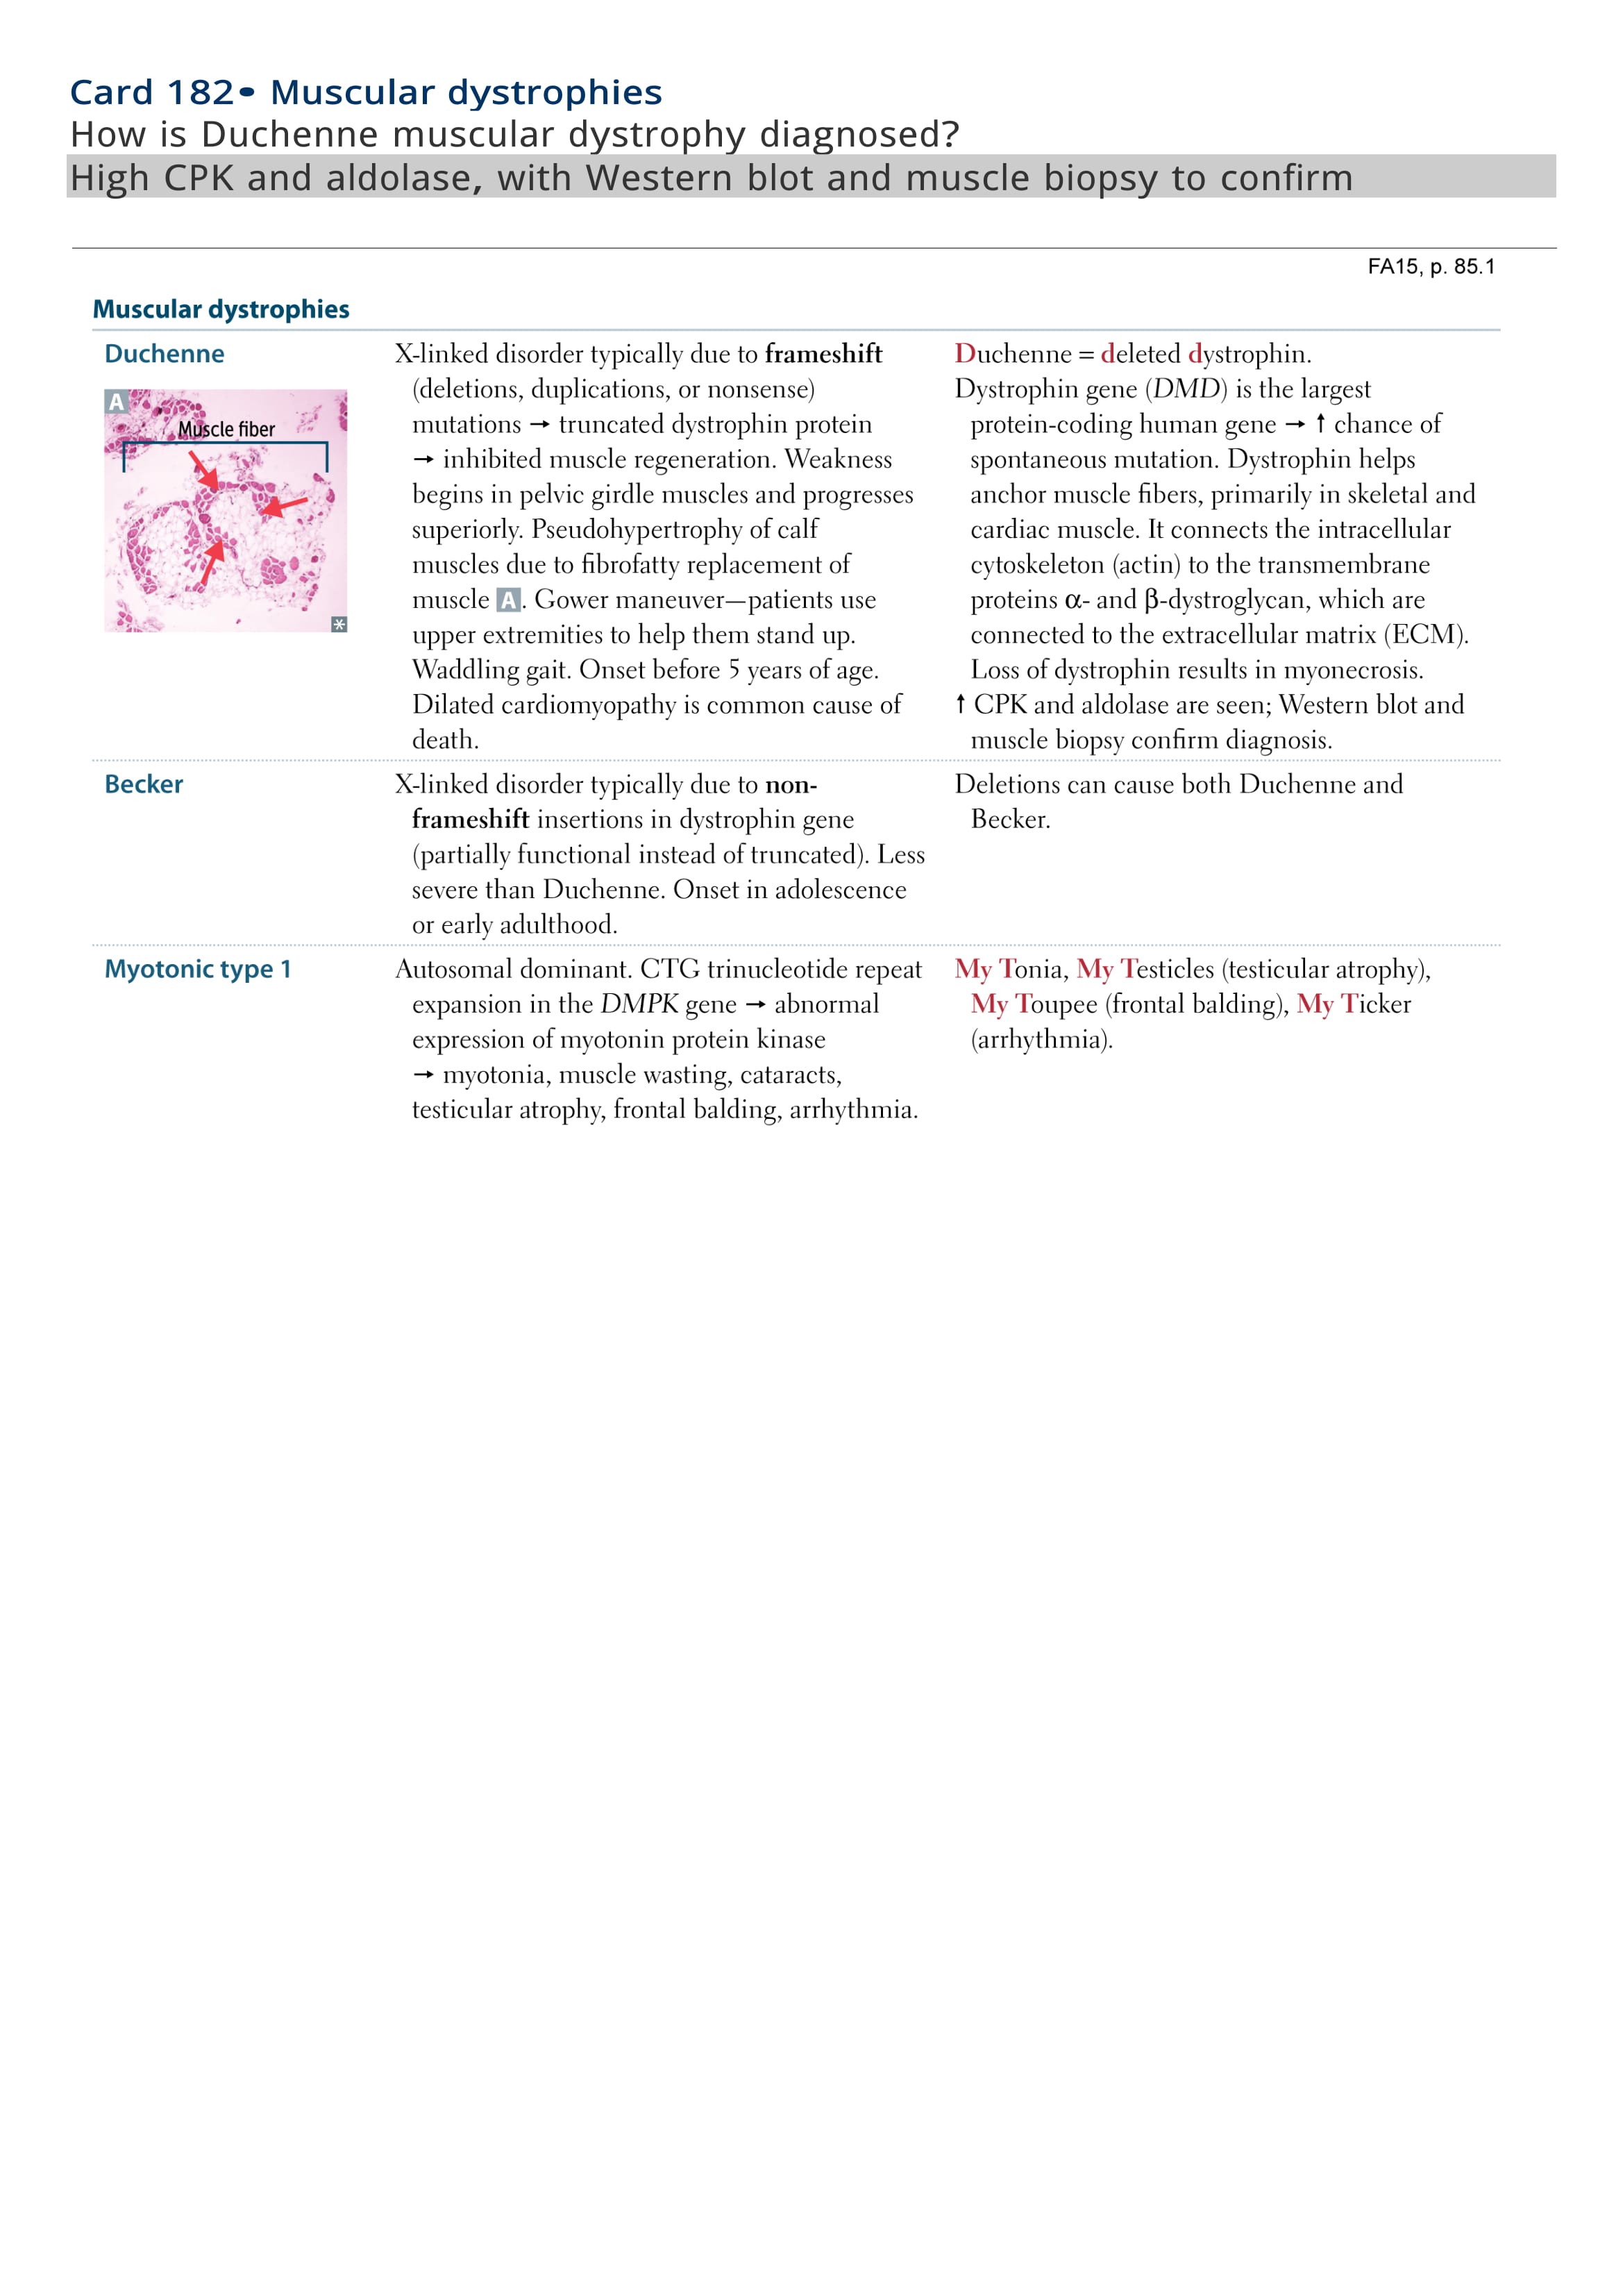 Card 182• Muscular dystrophies
How is Duchenne muscular dystrophy diagnosed?
High CPK and aldolase, with Western blot and muscle biopsy to confirm
FA15, p. 85.1
Muscular dystrophies
Duchenne
A
Muscle fiber
*
X-linked disorder typically due to frameshift
(deletions, duplications, or nonsense)
mutations → truncated dystrophin protein
→ inhibited muscle regeneration. Weakness
begins in pelvic girdle muscles and progresses
superiorly. Pseudohypertrophy of calf
muscles due to fibrofatty replacement of
muscle A. Gower maneuver—patients use
upper extremities to help them stand up.
Waddling gait. Onset before 5 years of age.
Dilated cardiomyopathy is common cause of
death.
Duchenne = deleted dystrophin.
Dystrophin gene (DMD) is the largest
protein-coding human gene → ↑ chance of
spontaneous mutation. Dystrophin helps
anchor muscle fibers, primarily in skeletal and
cardiac muscle. It connects the intracellular
cytoskeleton (actin) to the transmembrane
proteins α- and β-dystroglycan, which are
connected to the extracellular matrix (ECM).
Loss of dystrophin results in myonecrosis.
↑ CPK and aldolase are seen; Western blot and
muscle biopsy confirm diagnosis.
Becker
X-linked disorder typically due to non-
frameshift insertions in dystrophin gene
(partially functional instead of truncated). Less
severe than Duchenne. Onset in adolescence
or early adulthood.
Deletions can cause both Duchenne and
Becker.
Myotonic type 1
Autosomal dominant. CTG trinucleotide repeat
expansion in the DMPK gene → abnormal
expression of myotonin protein kinase
→ myotonia, muscle wasting, cataracts,
testicular atrophy, frontal balding, arrhythmia.
My Tonia, My Testicles (testicular atrophy),
My Toupee (frontal balding), My Ticker
(arrhythmia).